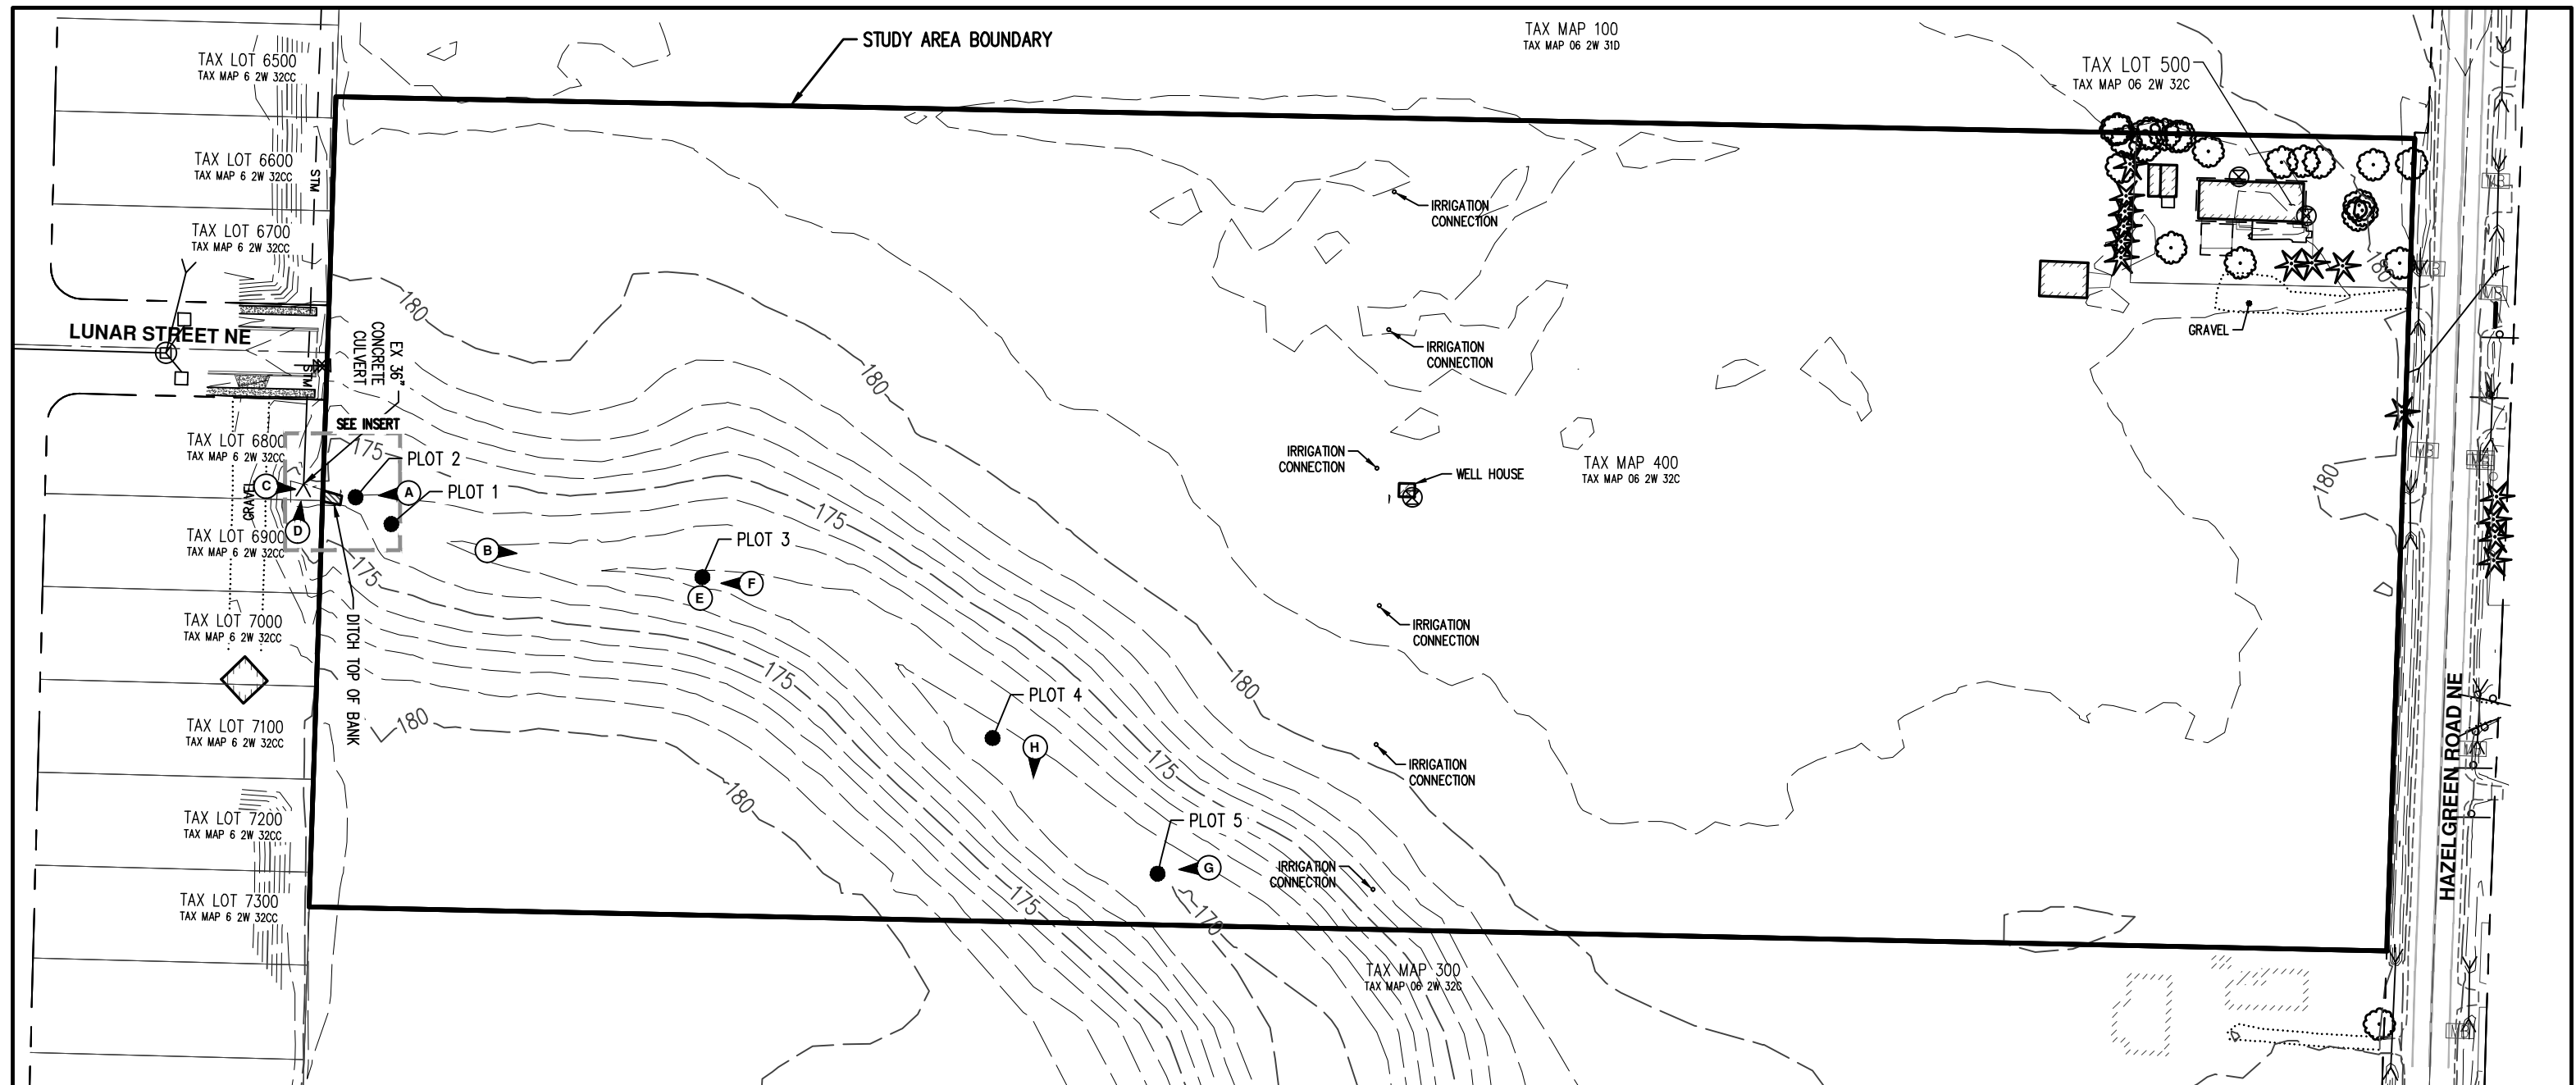 STUDY AREA BOUNDARY
TAX MAP 100
TAX MAP 06 2W 31D
TAX LOT 500
TAX MAP 06 2W 32C
TAX LOT 6500
TAX MAP 6 2W 32CC
TAX LOT 6600
TAX MAP 6 2W 32CC
STM
TAX LOT 6700
TAX MAP 6 2W 32CC
LUNAR STREET NE
STM
EX 36"
CONCRETE
CULVERT
SEE INSERT
TAX LOT 6800
TAX MAP 6 2W 32CC
GRAVEL
TAX LOT 6900
TAX MAP 6 2W 32CC
TAX LOT 7000
TAX MAP 6 2W 32CC
TAX LOT 7100
TAX MAP 6 2W 32CC
TAX LOT 7200
TAX MAP 6 2W 32CC
TAX LOT 7300
TAX MAP 6 2W 32CC
DITCH TOP OF BANK
C
D
A
B
E
F
H
G
PLOT 2
PLOT 1
PLOT 3
PLOT 4
PLOT 5
180
180
175
175
175
175
180
180
180
175
175
170
IRRIGATION
CONNECTION
IRRIGATION
CONNECTION
IRRIGATION
CONNECTION
WELL HOUSE
TAX MAP 400
TAX MAP 06 2W 32C
IRRIGATION
CONNECTION
IRRIGATION
CONNECTION
IRRIGATION
CONNECTION
TAX MAP 300
TAX MAP 06 2W 32C
GRAVEL
180
180
MB
MB
MB
MB
MB
MB
MB
HAZELGREEN ROAD NE